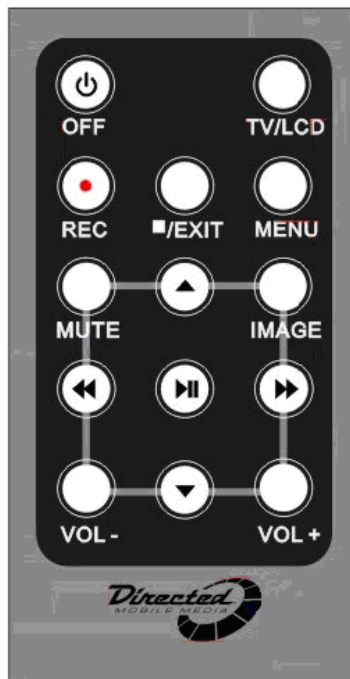 OFF
TV/LCD
REC
■/EXIT
MENU
MUTE
IMAGE
VOL -
VOL +
Directed
MOBILE MEDIA